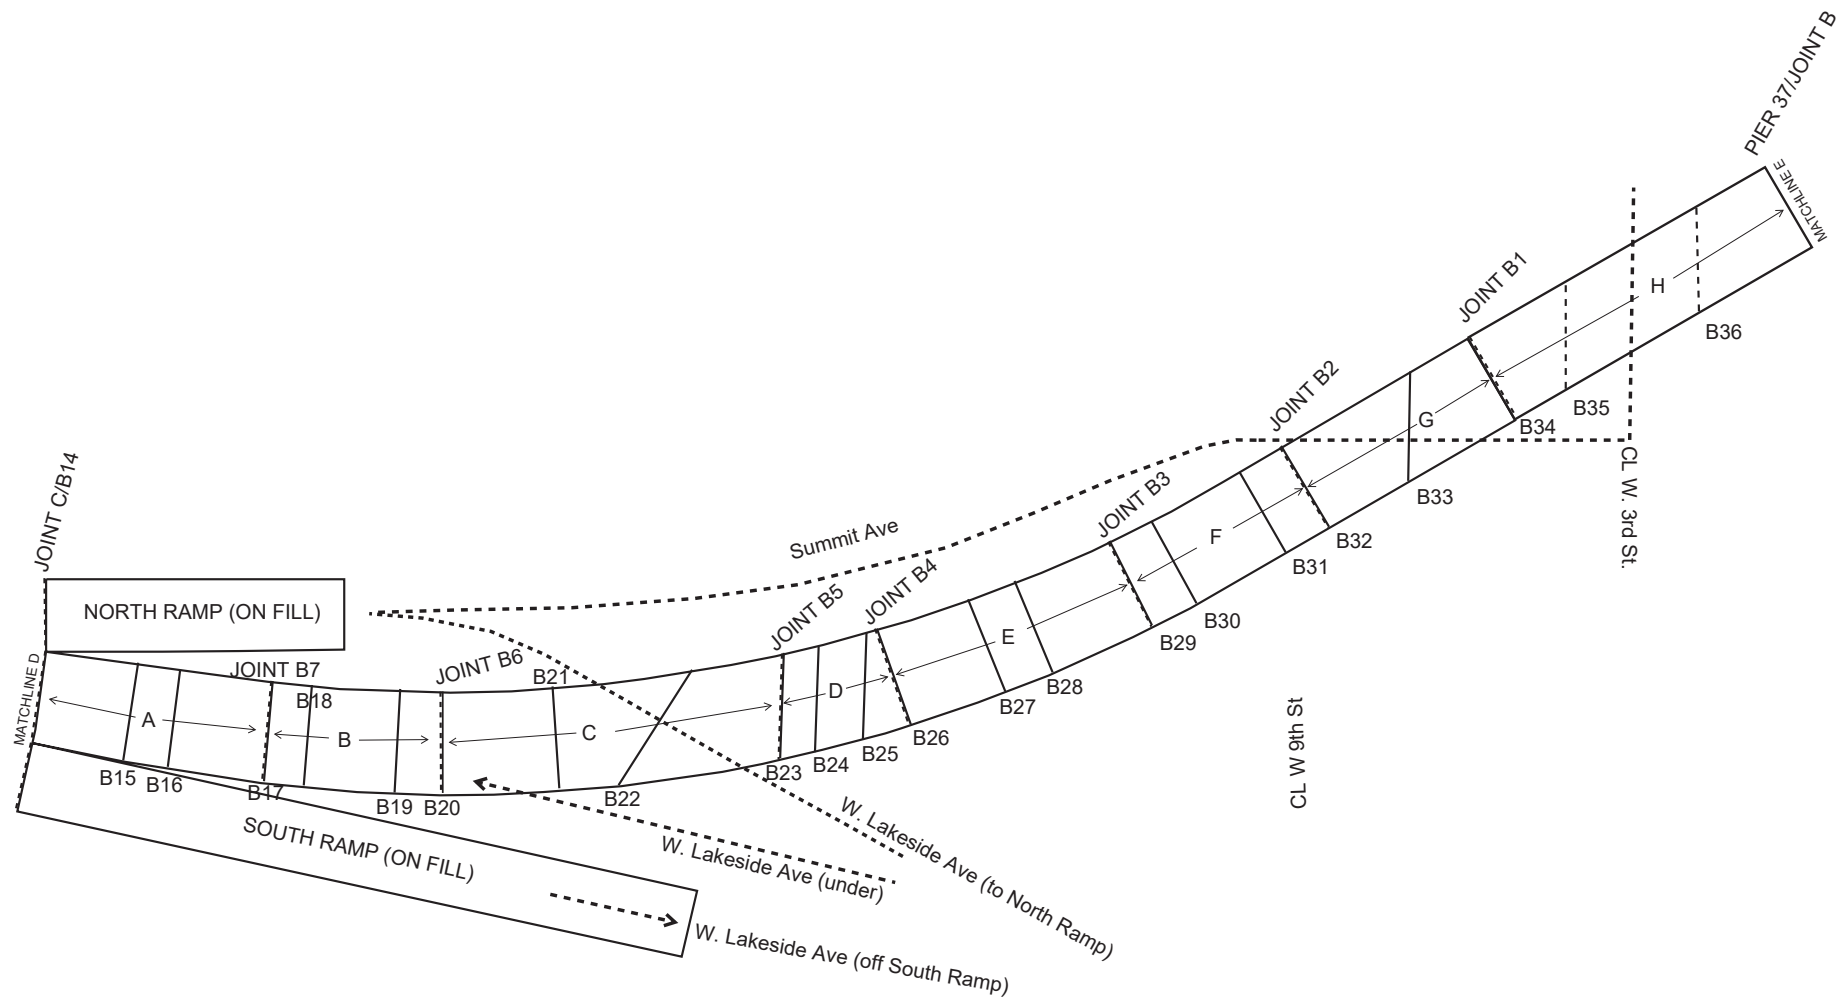 PIER 37/JOINT B
MATCHLINE E
H
B36
JOINT B1
B35
B34
JOINT B2
G
CL W. 3rd St.
B33
B32
JOINT B3
F
B31
B30
B29
Summit Ave
JOINT B4
JOINT B5
E
B28
B27
D
B26
B25
B24
B23
JOINT C/B14
NORTH RAMP (ON FILL)
MATCHLINE D
JOINT B7
JOINT B6
B21
B18
A
B
C
B15
B16
B17
B19
B20
B22
CL W 9th St
SOUTH RAMP (ON FILL)
W. Lakeside Ave (under)
W. Lakeside Ave (to North Ramp)
W. Lakeside Ave (off South Ramp)